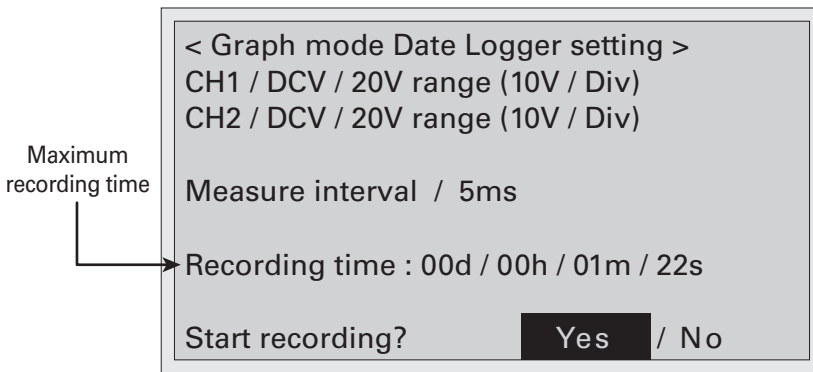 < Graph mode Date Logger setting >
CH1 / DCV / 20V range (10V / Div)
CH2 / DCV / 20V range (10V / Div)
Maximum
recording time
Measure interval / 5ms
Recording time : 00d / 00h / 01m / 22s
Start recording? Yes / No